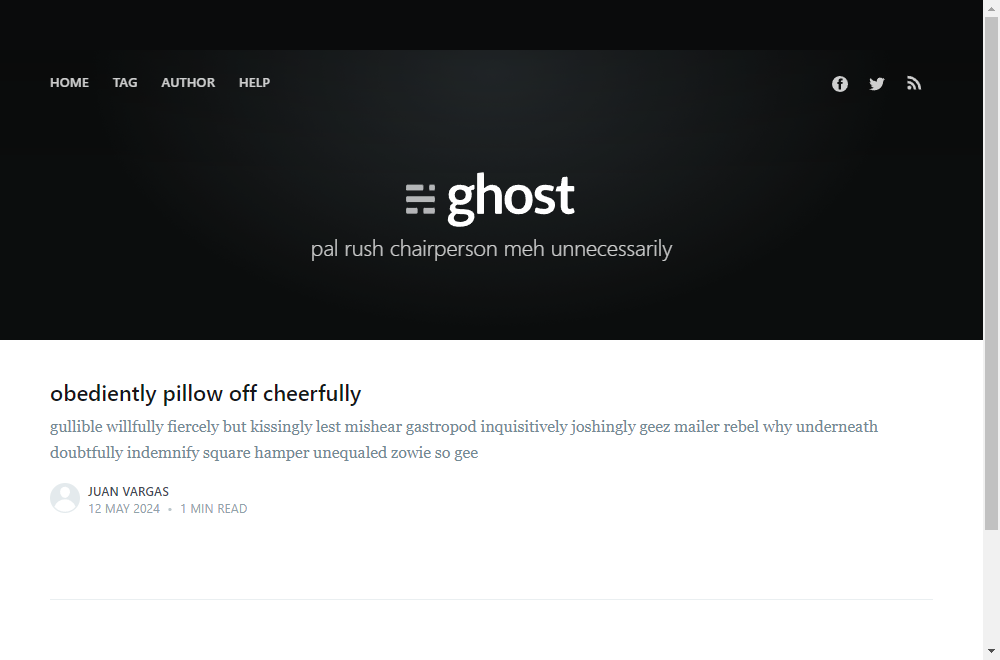 HOME TAG AUTHOR HELP
ghost
pal rush chairperson meh unnecessarily
obediently pillow off cheerfully
gullible willfully fiercely but kissingly lest mishear gastropod inquisitively joshingly geez mailer rebel why underneath
doubtfully indemnify square hamper unequaled zowie so gee
JUAN VARGAS
12 MAY 2024 • 1 MIN READ